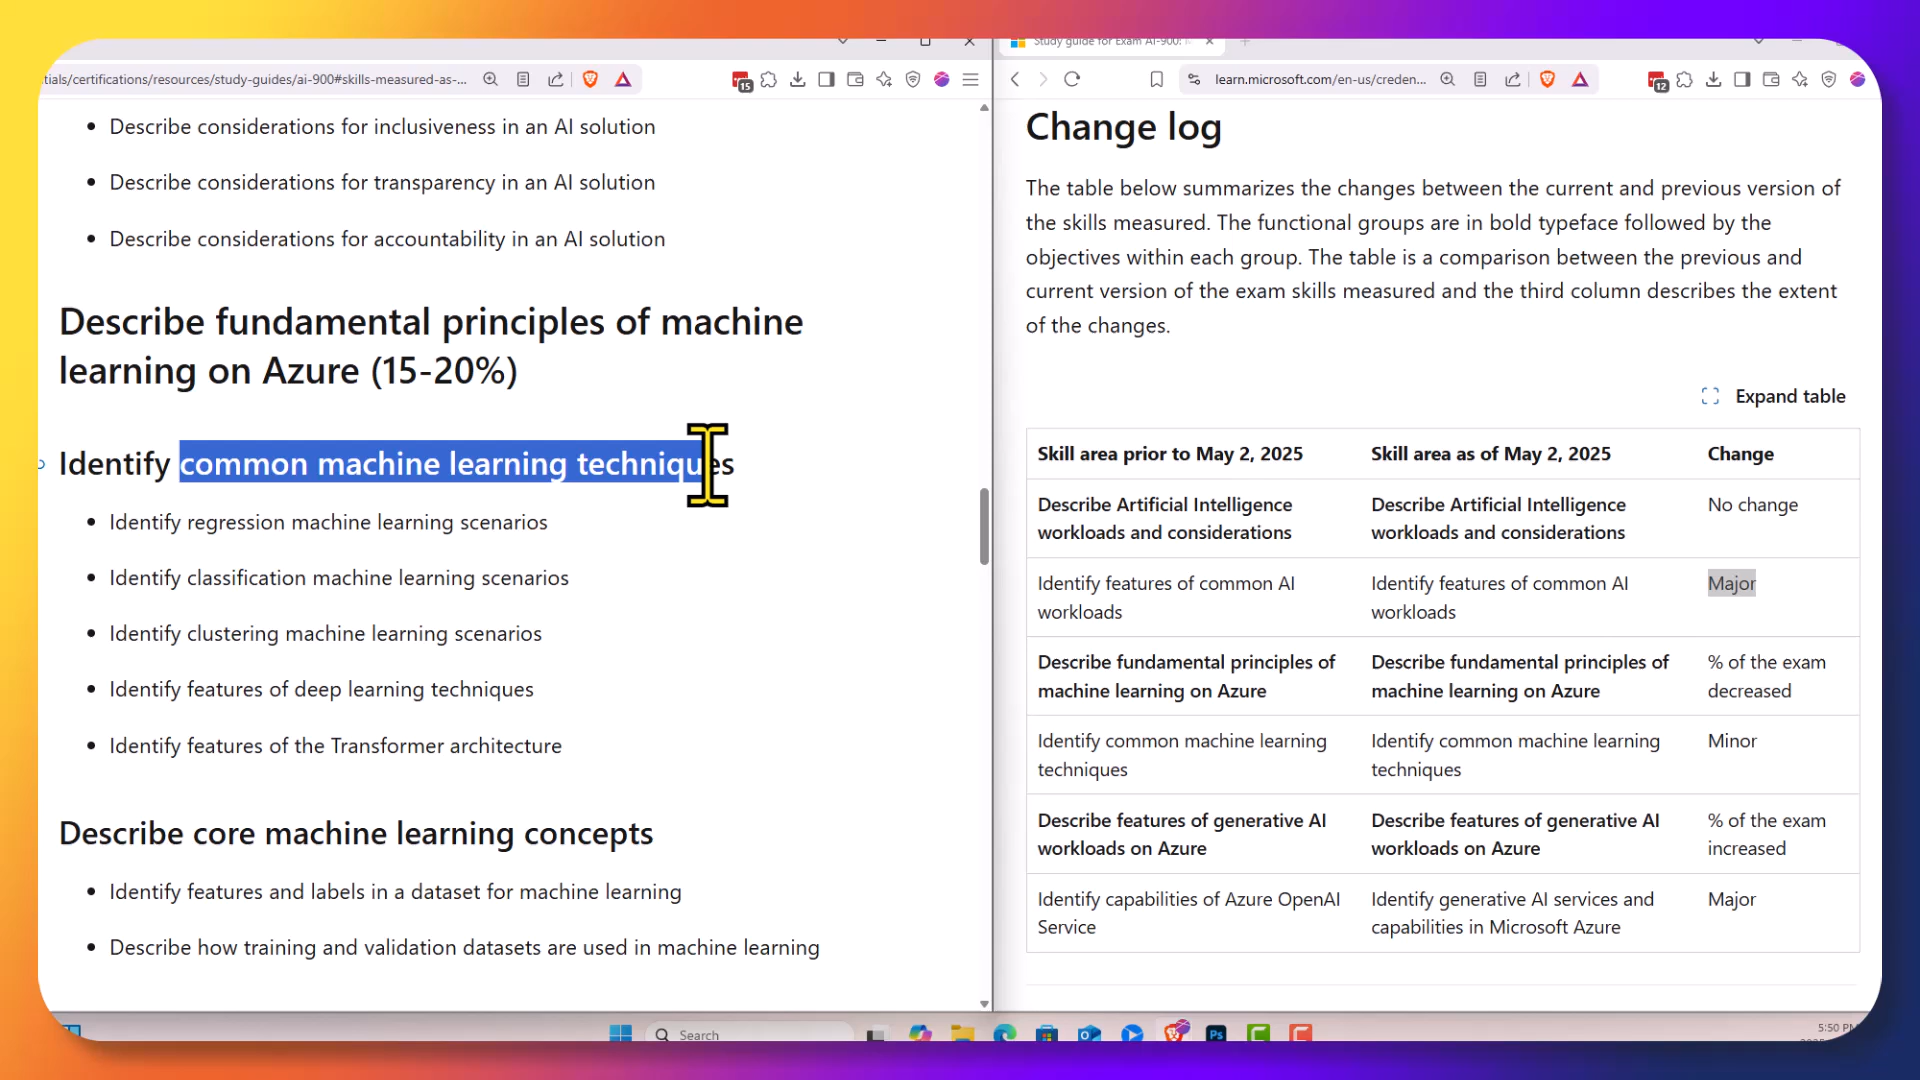 Study guide for Exam AI-900:
tials/certifications/resources/study-guides/ai-900#skills-measured-as-...
15
learn.microsoft.com/en-us/creden...
12
Describe considerations for inclusiveness in an AI solution
Describe considerations for transparency in an AI solution
Describe considerations for accountability in an AI solution
Describe fundamental principles of machine
learning on Azure (15-20%)
Identify common machine learning techniques
Identify regression machine learning scenarios
Identify classification machine learning scenarios
Identify clustering machine learning scenarios
Identify features of deep learning techniques
Identify features of the Transformer architecture
Describe core machine learning concepts
Identify features and labels in a dataset for machine learning
Describe how training and validation datasets are used in machine learning
Change log
The table below summarizes the changes between the current and previous version of
the skills measured. The functional groups are in bold typeface followed by the
objectives within each group. The table is a comparison between the previous and
current version of the exam skills measured and the third column describes the extent
of the changes.
Expand table
Skill area prior to May 2, 2025 Skill area as of May 2, 2025 Change
Describe Artificial Intelligence Describe Artificial Intelligence No change
workloads and considerations workloads and considerations
Identify features of common AI Identify features of common AI Major
workloads workloads
Describe fundamental principles of Describe fundamental principles of % of the exam
machine learning on Azure machine learning on Azure decreased
Identify common machine learning Identify common machine learning Minor
techniques techniques
Describe features of generative AI Describe features of generative AI % of the exam
workloads on Azure workloads on Azure increased
Identify capabilities of Azure OpenAI Identify generative AI services and Major
Service capabilities in Microsoft Azure
Search
Ps
5:50 PM